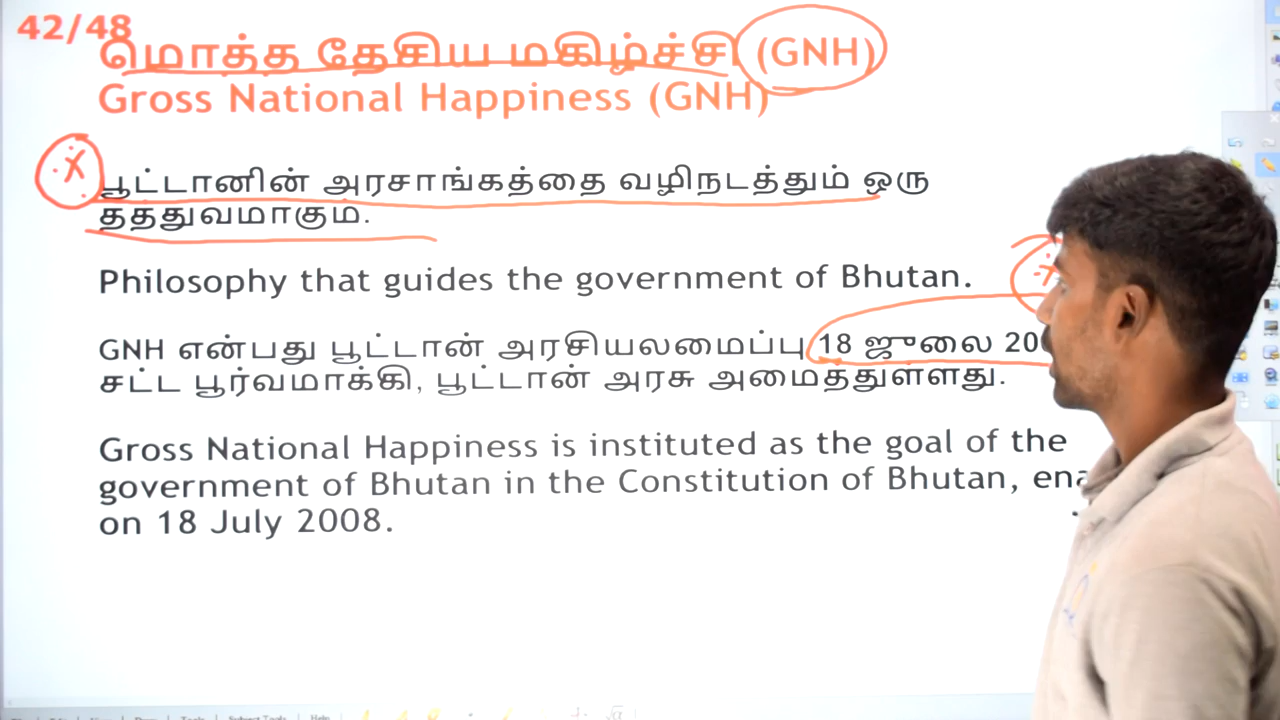 42/48
மொத்த தேசிய மகிழ்ச்சி (GNH)
Gross National Happiness (GNH)
பூட்டானின் அரசாங்கத்தை வழிநடத்தும் ஒரு
தத்துவமாகும்.
Philosophy that guides the government of Bhutan.
GNH என்பது பூட்டான் அரசியலமைப்பு 18 ஜுலை 20
சட்ட பூர்வமாக்கி, பூட்டான் அரசு அமைத்துள்ளது.
Gross National Happiness is instituted as the goal of the
government of Bhutan in the Constitution of Bhutan, ena
on 18 July 2008.